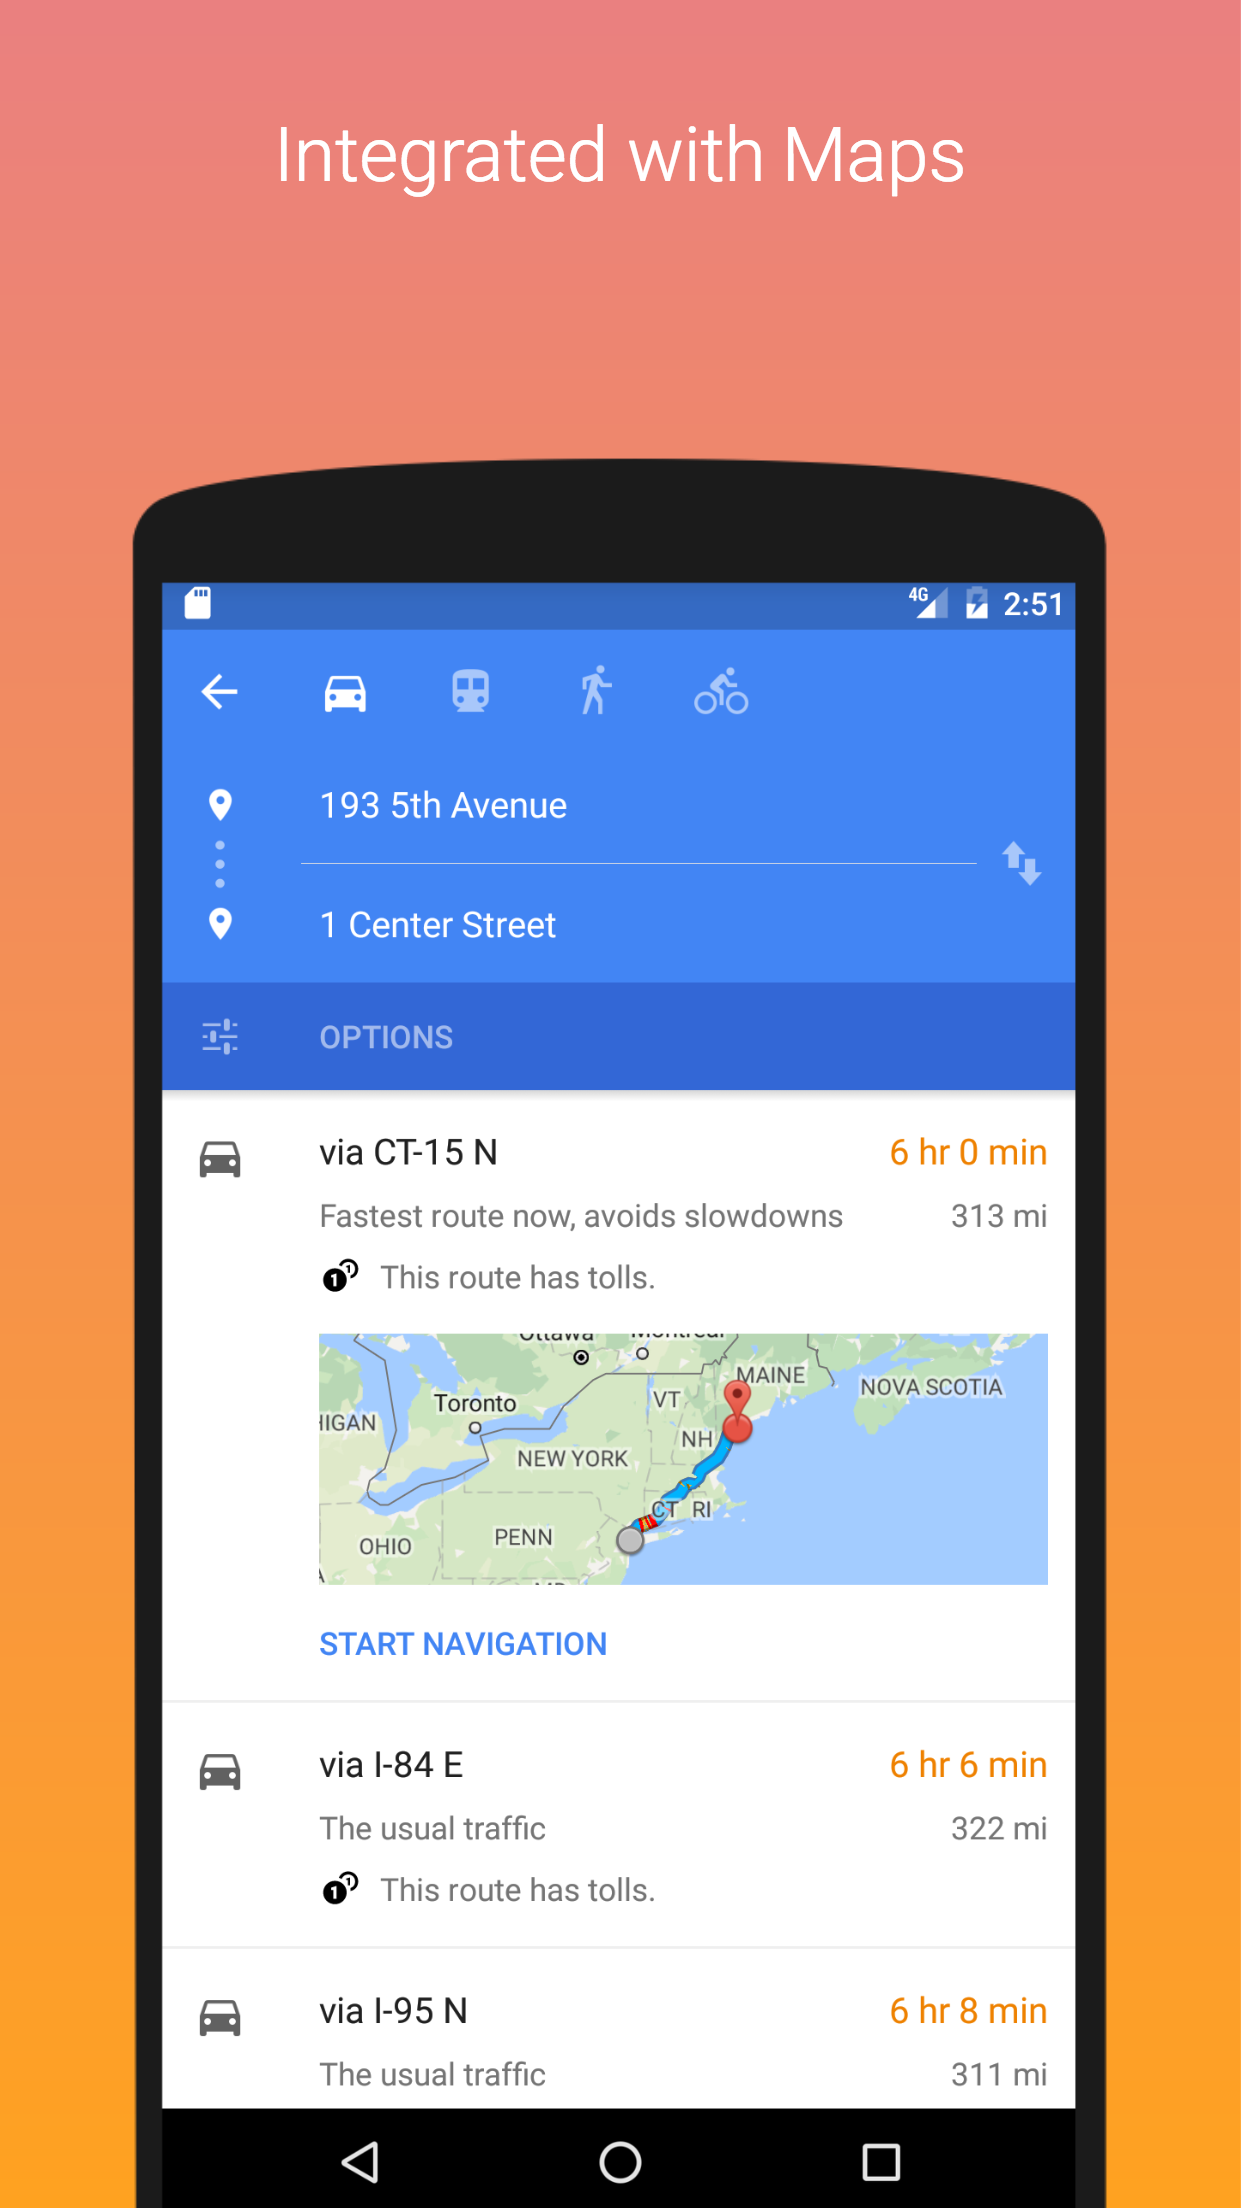 Integrated with Maps
4G 2:51
193 5th Avenue
1 Center Street
OPTIONS
via CT-15 N 6 hr 0 min
Fastest route now, avoids slowdowns 313 mi
This route has tolls.
Ottawa Montreal
MAINE
NOVA SCOTIA
VT
Toronto
HIGAN
NH
NEW YORK
CT RI
PENN
OHIO
START NAVIGATION
via I-84 E 6 hr 6 min
The usual traffic 322 mi
This route has tolls.
via I-95 N 6 hr 8 min
The usual traffic 311 mi